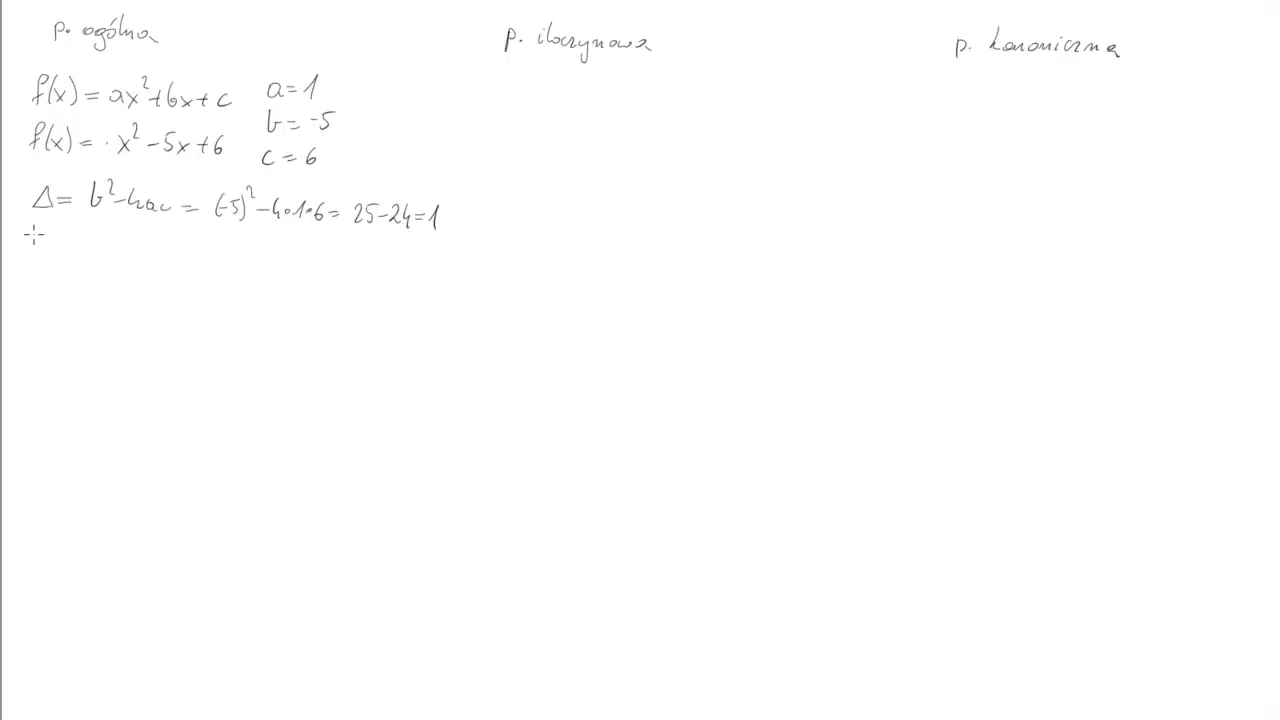 p. ogólna
p. iloczynowa
p. kanoniczna
f(x) = ax²+bx+c
a=1
f(x) = x²-5x+6
b=-5
c=6
Δ= b²-4ac = (-5)²-4·1·6= 25-24=1